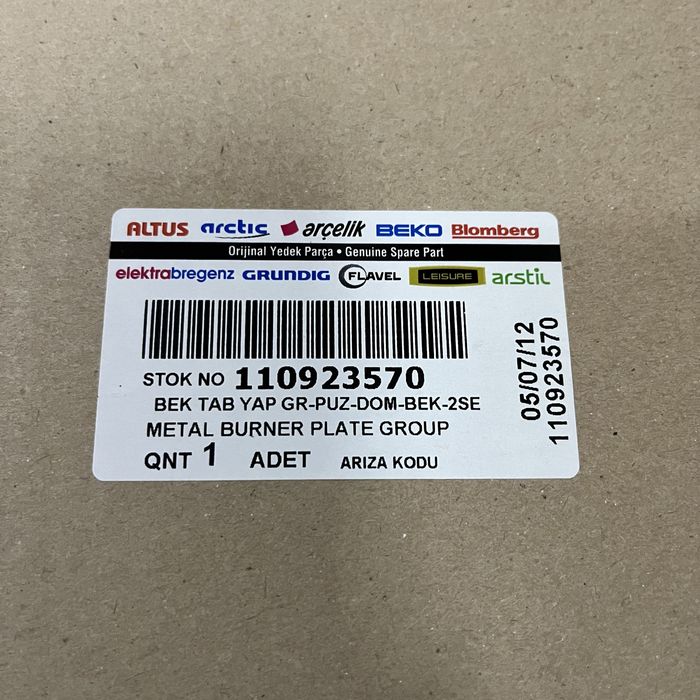 ALTUS arctic arçelik BEKO Blomberg
Orijinal Yedek Parça • Genuine Spare Part
elektrabregenz GRUNDIG FLAVEL LEISURE arstil
STOK NO 110923570
BEK TAB YAP GR-PUZ-DOM-BEK-2SE
METAL BURNER PLATE GROUP
QNT 1 ADET ARIZA KODU
05/07/12
110923570